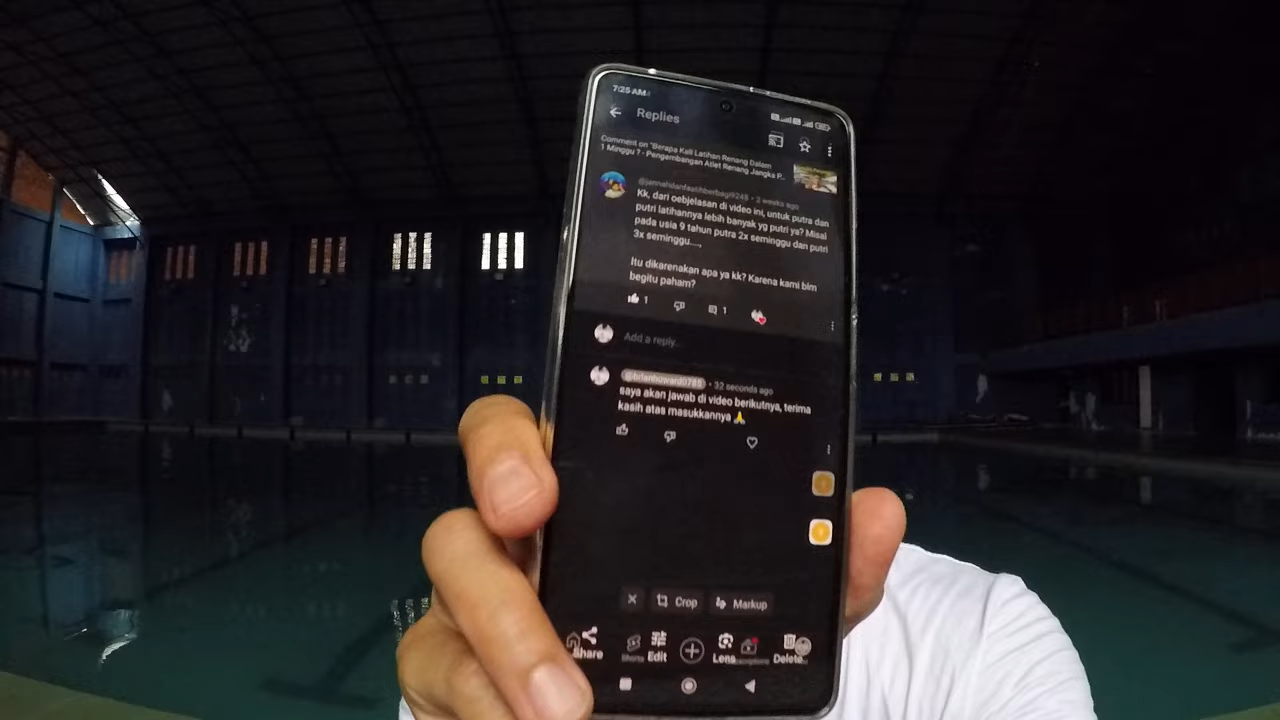 7:25 AM
Replies
Comment on "Berapa Kali Latihan Renang Dalam
1 Minggu ? - Pengembangan Atlet Renang Jangka P...
2 weeks ago
Kk, dari oebjelasan di video ini, untuk putra dan
putri latihannya lebih banyak yg putri ya? Misal
pada usia 9 tahun putra 2x seminggu dan putri
3x seminggu....,
Itu dikarenakan apa ya kk? Karena kami blm
begitu paham?
1
1
Add a reply...
@bifanhoward0789 • 32 seconds ago
saya akan jawab di video berikutnya, terima
kasih atas masukkannya 🙏
Crop
Markup
Share
Shorts
Edit
Lens
Delete